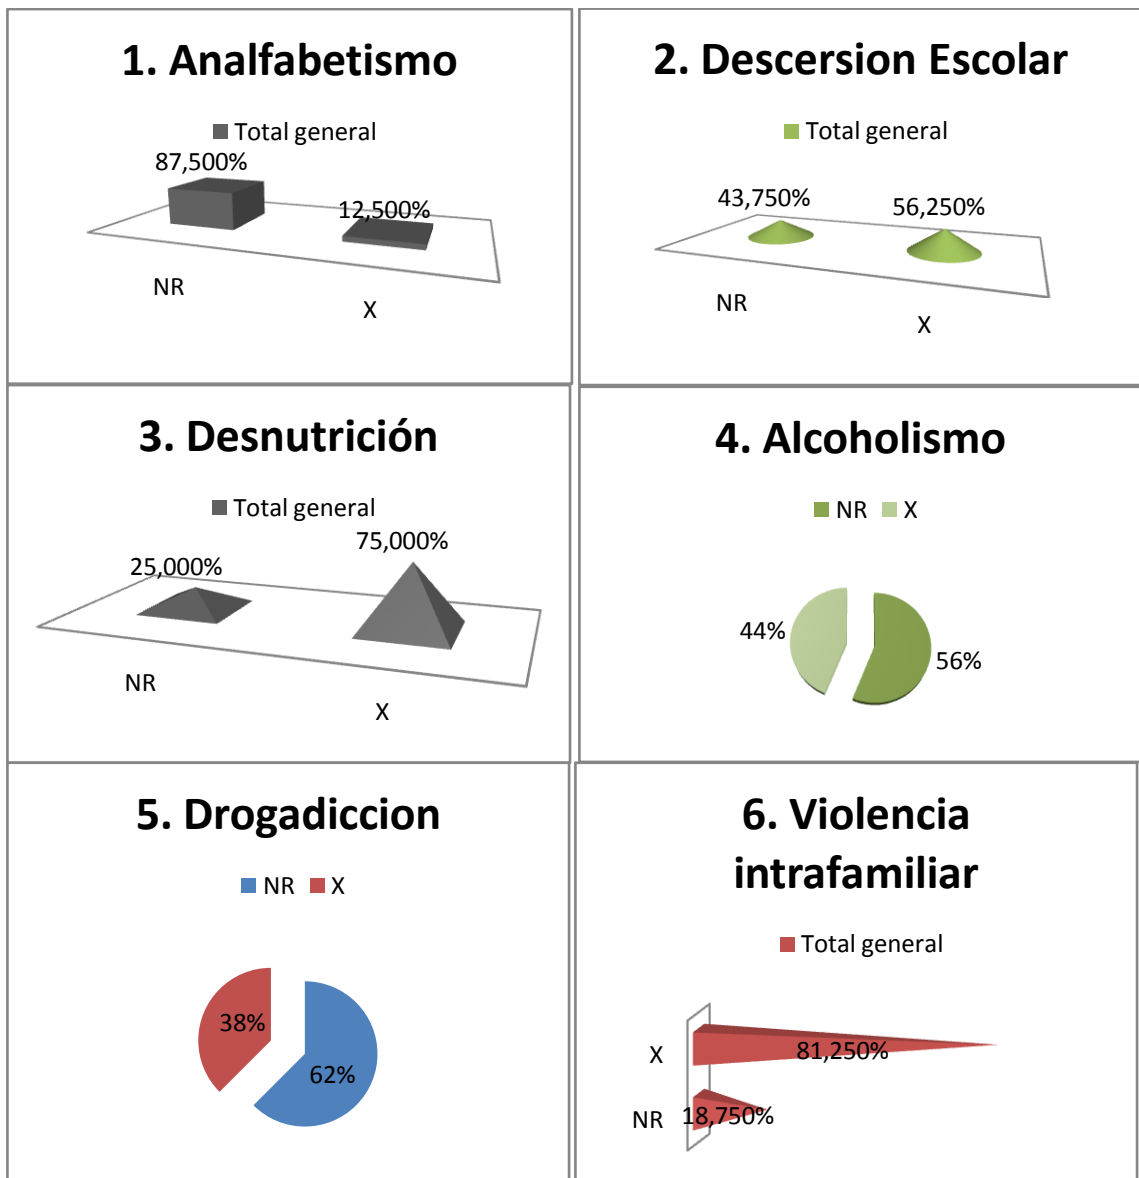 1. Analfabetismo
Total general
87,500%
12,500%
NR
X
2. Descersion Escolar
Total general
43,750%
56,250%
NR
X
3. Desnutrición
Total general
25,000%
75,000%
NR
X
4. Alcoholismo
NR X
44%
56%
5. Drogadiccion
NR X
38%
62%
6. Violencia
intrafamiliar
Total general
X
81,250%
NR
18,750%